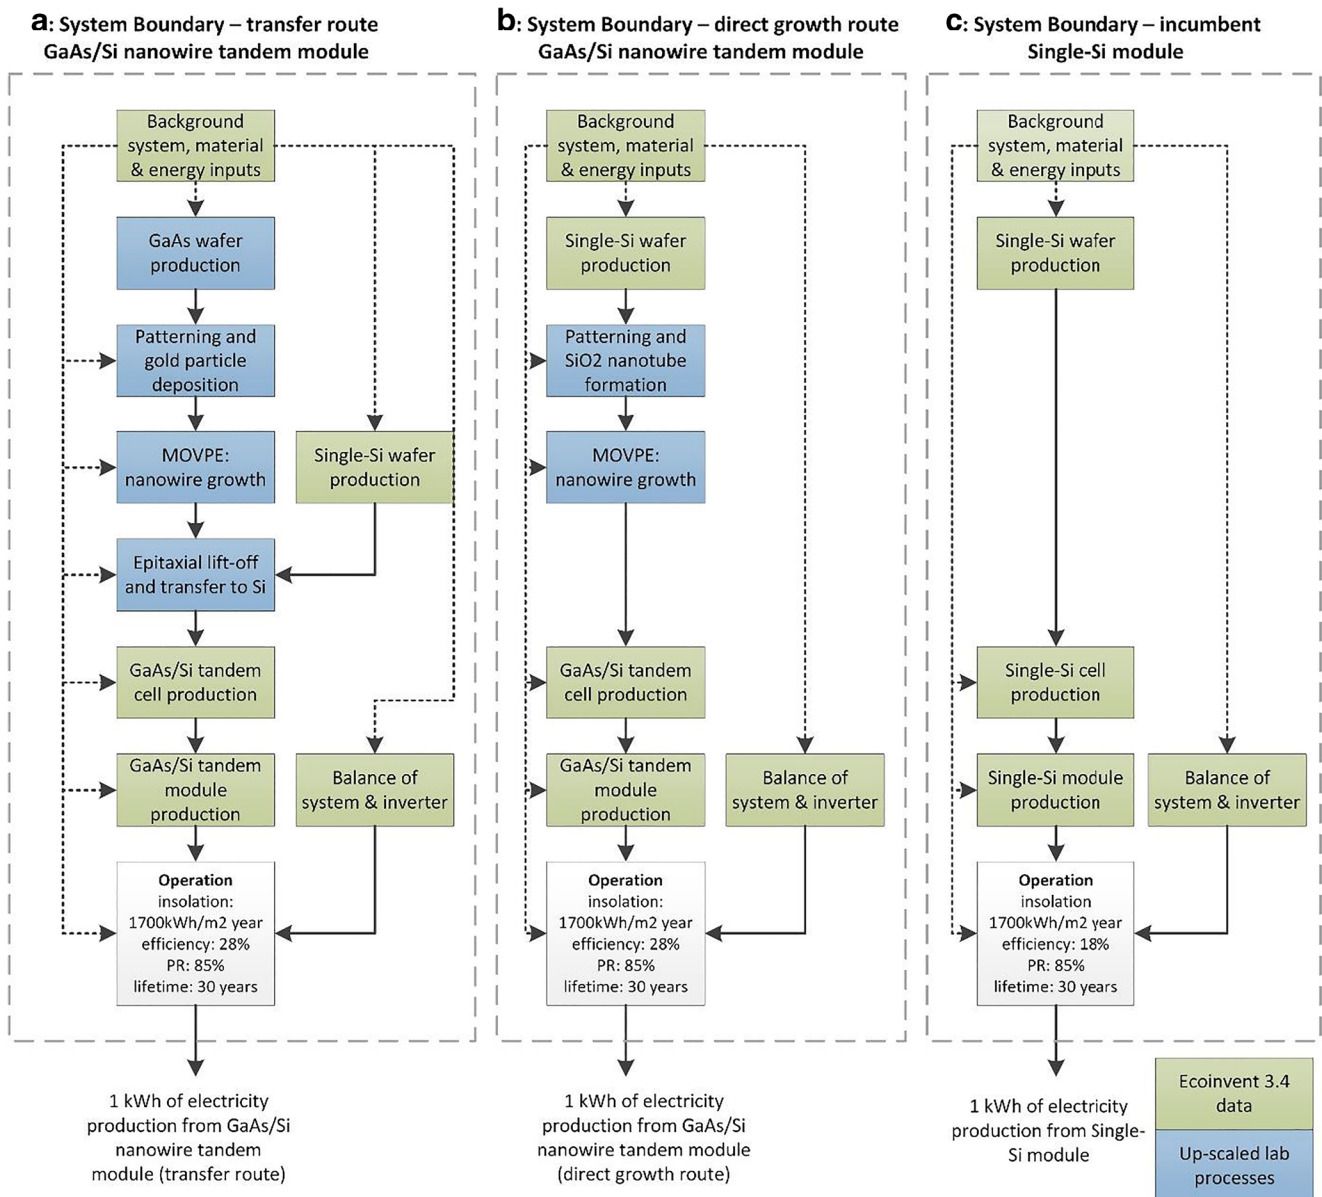 a: System Boundary – transfer route
GaAs/Si nanowire tandem module
Background
system, material
& energy inputs
GaAs wafer
production
Patterning and
gold particle
deposition
MOVPE:
nanowire growth
Single-Si wafer
production
Epitaxial lift-off
and transfer to Si
GaAs/Si tandem
cell production
GaAs/Si tandem
module
production
Balance of
system & inverter
Operation
insolation:
1700kWh/m2 year
efficiency: 28%
PR: 85%
lifetime: 30 years
1 kWh of electricity
production from GaAs/Si
nanowire tandem
module (transfer route)
b: System Boundary – direct growth route
GaAs/Si nanowire tandem module
Background
system, material
& energy inputs
Single-Si wafer
production
Patterning and
SiO2 nanotube
formation
MOVPE:
nanowire growth
GaAs/Si tandem
cell production
GaAs/Si tandem
module
production
Balance of
system & inverter
Operation
insolation:
1700kWh/m2 year
efficiency: 28%
PR: 85%
lifetime: 30 years
1 kWh of electricity
production from GaAs/Si
nanowire tandem module
(direct growth route)
c: System Boundary – incumbent
Single-Si module
Background
system, material
& energy inputs
Single-Si wafer
production
Single-Si cell
production
Single-Si module
production
Balance of
system & inverter
Operation
insolation
1700kWh/m2 year
efficiency: 18%
PR: 85%
lifetime: 30 years
1 kWh of electricity
production from Single-
Si module
Ecoinvent 3.4
data
Up-scaled lab
processes